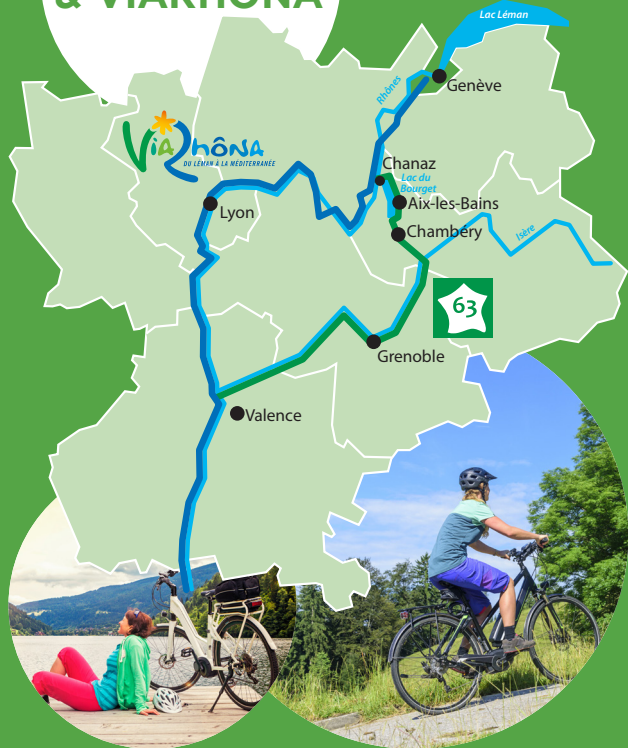 & VIARHÔNA
Lac Léman
Genève
Rhônes
ViaRhôna
DU LÉMAN À LA MÉDITERRANÉE
Chanaz
Lac du
Bourget
Aix-les-Bains
Lyon
Chambéry
Isère
63
Grenoble
Valence